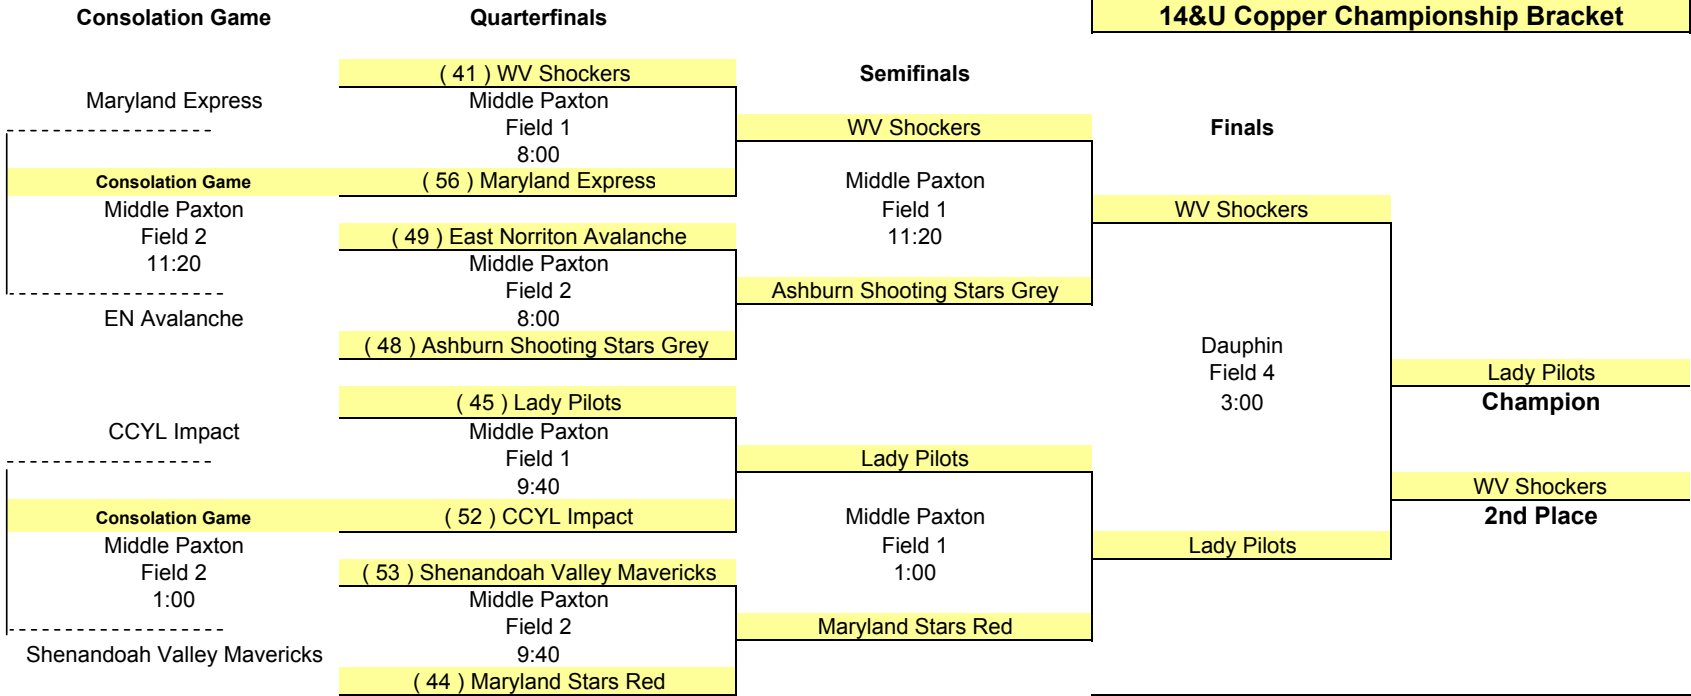 Consolation Game
Quarterfinals
14&U Copper Championship Bracket
( 41 ) WV Shockers
Semifinals
Maryland Express
Middle Paxton
Field 1
WV Shockers
Finals
8:00
Consolation Game
( 56 ) Maryland Express
Middle Paxton
Middle Paxton
Field 1
WV Shockers
Field 2
( 49 ) East Norriton Avalanche
11:20
11:20
Middle Paxton
Field 2
Ashburn Shooting Stars Grey
EN Avalanche
8:00
( 48 ) Ashburn Shooting Stars Grey
Dauphin
Field 4
Lady Pilots
( 45 ) Lady Pilots
3:00
Champion
CCYL Impact
Middle Paxton
Field 1
Lady Pilots
9:40
WV Shockers
Consolation Game
( 52 ) CCYL Impact
Middle Paxton
2nd Place
Middle Paxton
Field 1
Lady Pilots
Field 2
( 53 ) Shenandoah Valley Mavericks
1:00
1:00
Middle Paxton
Field 2
Maryland Stars Red
Shenandoah Valley Mavericks
9:40
( 44 ) Maryland Stars Red